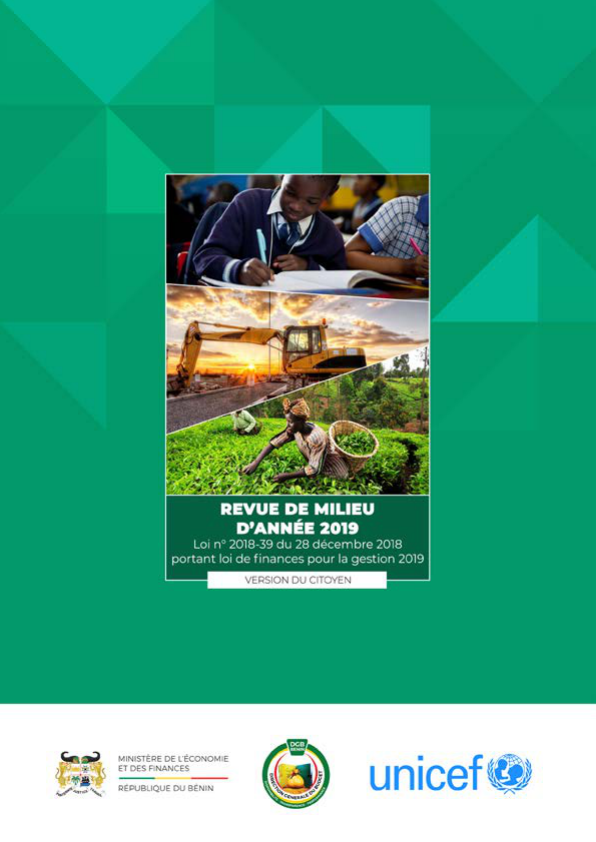 REVUE DE MILIEU
D'ANNÉE 2019
Loi n° 2018-39 du 28 décembre 2018
portant loi de finances pour la gestion 2019
VERSION DU CITOYEN
MINISTÈRE DE L'ÉCONOMIE
ET DES FINANCES
RÉPUBLIQUE DU BÉNIN
DGB
BENIN
DIRECTION GENERALE DU BUDGET
unicef